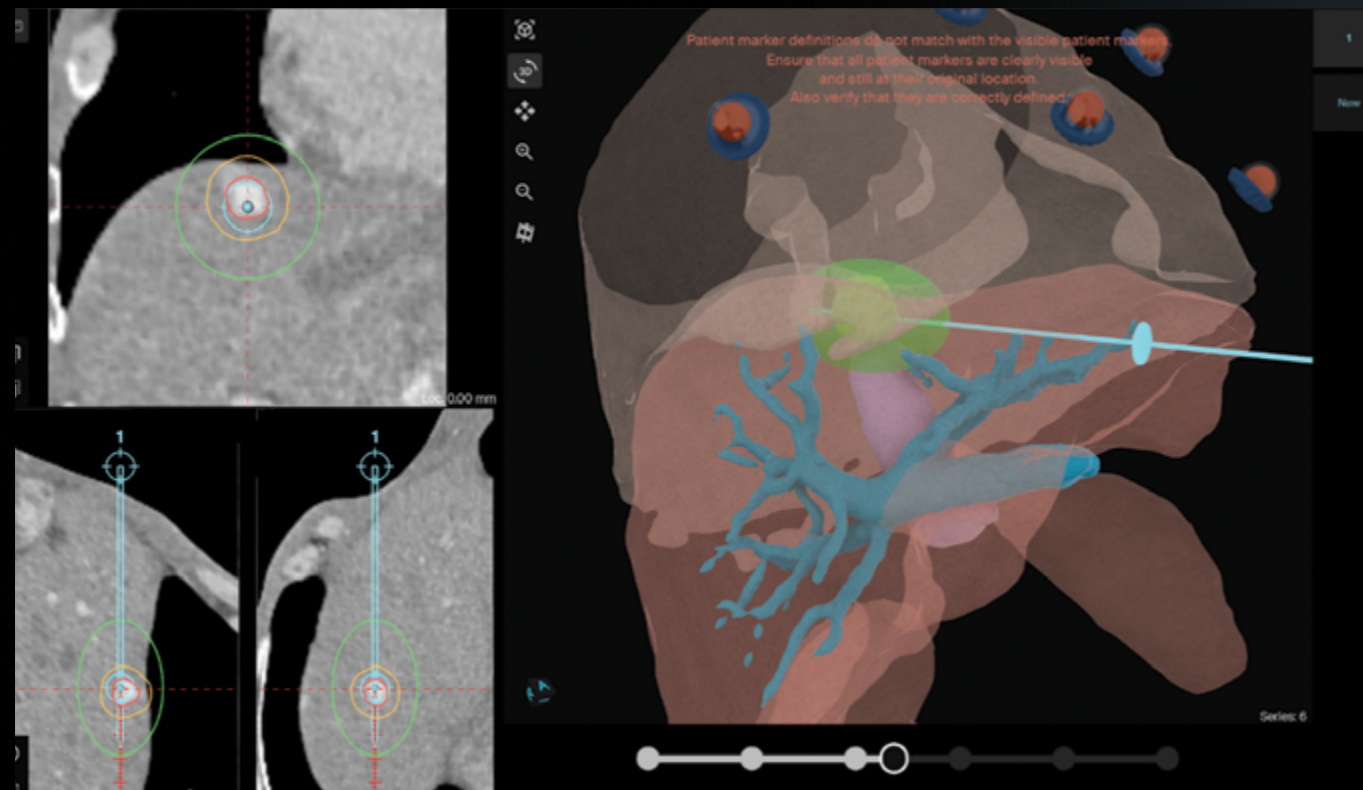 Patient marker definitions do not match with the visible patient markers.
Ensure that all patient markers are clearly visible
and still at their original location.
Also verify that they are correctly defined.
1
New
3D
Loc: 0.00 mm
1
1
Series: 6